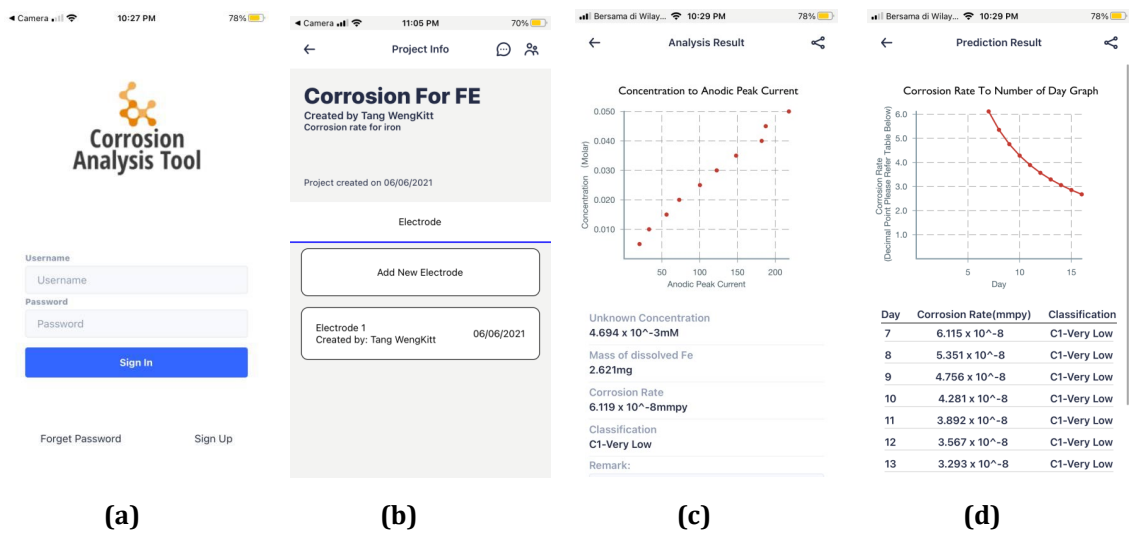 Camera 10:27 PM 78%
Corrosion
Analysis Tool
Username
Username
Password
Password
Sign In
Forget Password Sign Up
(a)
Camera 11:05 PM 70%
Project Info
Corrosion For FE
Created by Tang WengKitt
Corrosion rate for iron
Project created on 06/06/2021
Electrode
Add New Electrode
Electrode 1
Created by: Tang WengKitt 06/06/2021
(b)
Bersama di Wilay... 10:29 PM 78%
Analysis Result
Concentration to Anodic Peak Current
Concentration (Molar)
0.050
0.040
0.030
0.020
0.010
50 100 150 200
Anodic Peak Current
Unknown Concentration
4.694 x 10^-3mM
Mass of dissolved Fe
2.621mg
Corrosion Rate
6.119 x 10^-8mmpy
Classification
C1-Very Low
Remark:
(c)
Bersama di Wilay... 10:29 PM 78%
Prediction Result
Corrosion Rate To Number of Day Graph
Corrosion Rate
(Decimal Point Please Refer Table Below)
6.0
5.0
4.0
3.0
2.0
1.0
5 10 15
Day
Day Corrosion Rate(mmpy) Classification
7 6.115 x 10^-8 C1-Very Low
8 5.351 x 10^-8 C1-Very Low
9 4.756 x 10^-8 C1-Very Low
10 4.281 x 10^-8 C1-Very Low
11 3.892 x 10^-8 C1-Very Low
12 3.567 x 10^-8 C1-Very Low
13 3.293 x 10^-8 C1-Very Low
(d)